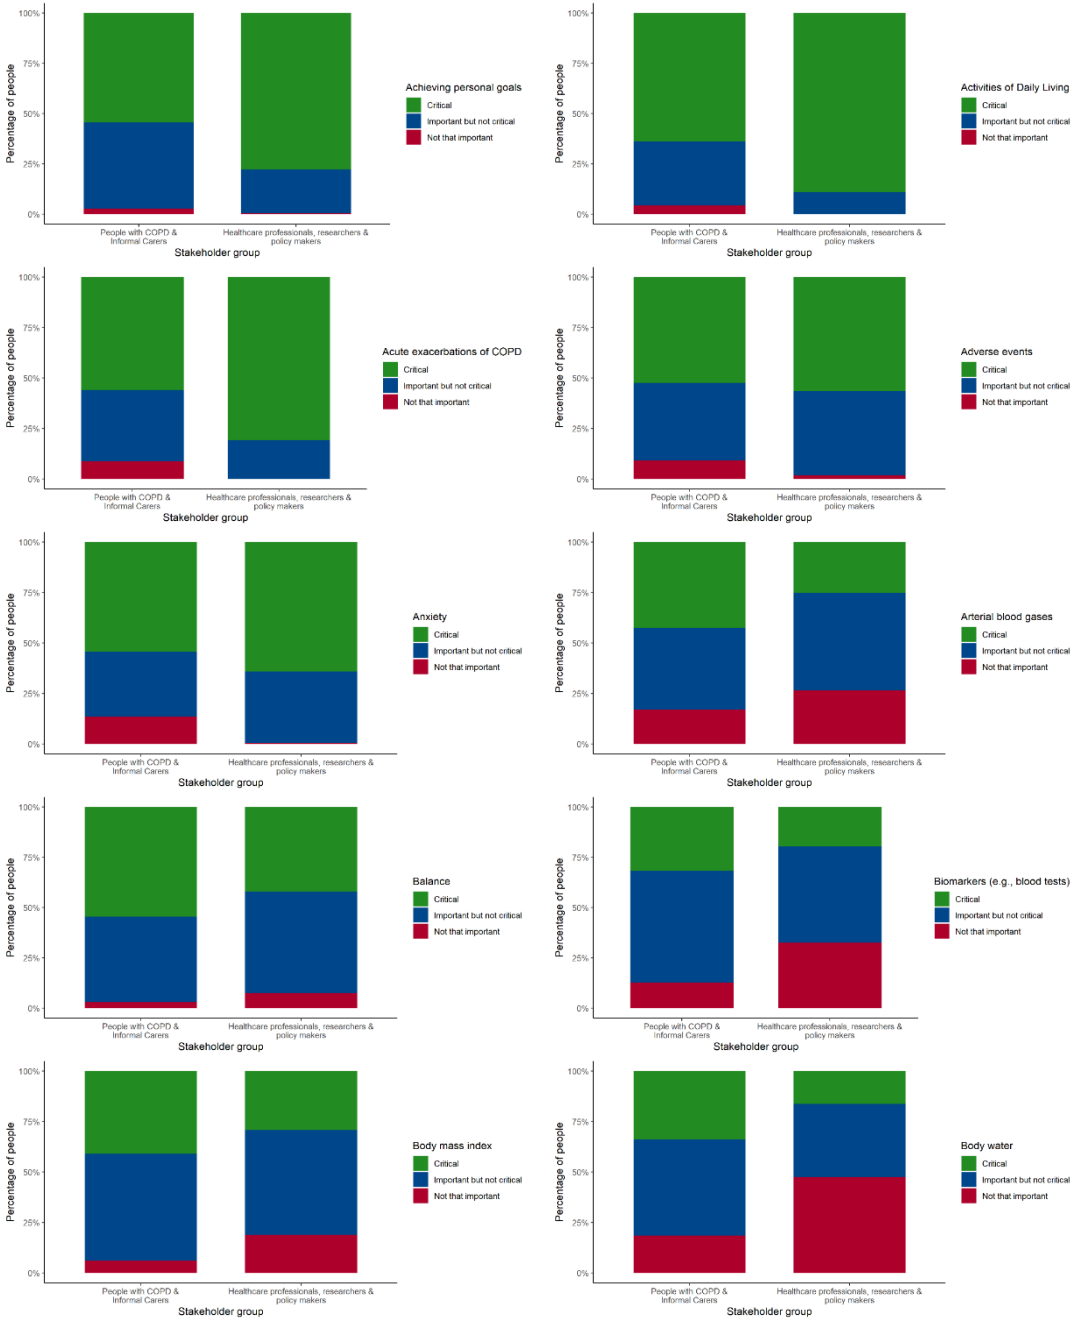 100%
75%
50%
25%
0%
Percentage of people
People with COPD &
Informal Carers
Healthcare professionals, researchers &
policy makers
Stakeholder group
Achieving personal goals
Critical
Important but not critical
Not that important
100%
75%
50%
25%
0%
Percentage of people
People with COPD &
Informal Carers
Healthcare professionals, researchers &
policy makers
Stakeholder group
Activities of Daily Living
Critical
Important but not critical
Not that important
100%
75%
50%
25%
0%
Percentage of people
People with COPD &
Informal Carers
Healthcare professionals, researchers &
policy makers
Stakeholder group
Acute exacerbations of COPD
Critical
Important but not critical
Not that important
100%
75%
50%
25%
0%
Percentage of people
People with COPD &
Informal Carers
Healthcare professionals, researchers &
policy makers
Stakeholder group
Adverse events
Critical
Important but not critical
Not that important
100%
75%
50%
25%
0%
Percentage of people
People with COPD &
Informal Carers
Healthcare professionals, researchers &
policy makers
Stakeholder group
Anxiety
Critical
Important but not critical
Not that important
100%
75%
50%
25%
0%
Percentage of people
People with COPD &
Informal Carers
Healthcare professionals, researchers &
policy makers
Stakeholder group
Arterial blood gases
Critical
Important but not critical
Not that important
100%
75%
50%
25%
0%
Percentage of people
People with COPD &
Informal Carers
Healthcare professionals, researchers &
policy makers
Stakeholder group
Balance
Critical
Important but not critical
Not that important
100%
75%
50%
25%
0%
Percentage of people
People with COPD &
Informal Carers
Healthcare professionals, researchers &
policy makers
Stakeholder group
Biomarkers (e.g., blood tests)
Critical
Important but not critical
Not that important
100%
75%
50%
25%
0%
Percentage of people
People with COPD &
Informal Carers
Healthcare professionals, researchers &
policy makers
Stakeholder group
Body mass index
Critical
Important but not critical
Not that important
100%
75%
50%
25%
0%
Percentage of people
People with COPD &
Informal Carers
Healthcare professionals, researchers &
policy makers
Stakeholder group
Body water
Critical
Important but not critical
Not that important